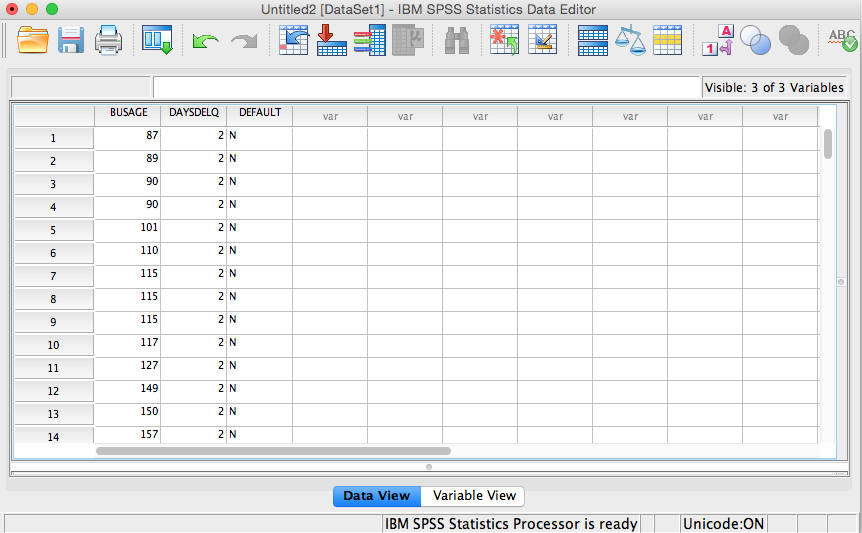 Untitled2 [DataSet1] - IBM SPSS Statistics Data Editor
1 A ABC
Visible: 3 of 3 Variables
BUSAGE DAYSDELQ DEFAULT var var var var var var var
1 87 2 N
2 89 2 N
3 90 2 N
4 90 2 N
5 101 2 N
6 110 2 N
7 115 2 N
8 115 2 N
9 115 2 N
10 117 2 N
11 127 2 N
12 149 2 N
13 150 2 N
14 157 2 N
Data View Variable View
IBM SPSS Statistics Processor is ready Unicode:ON